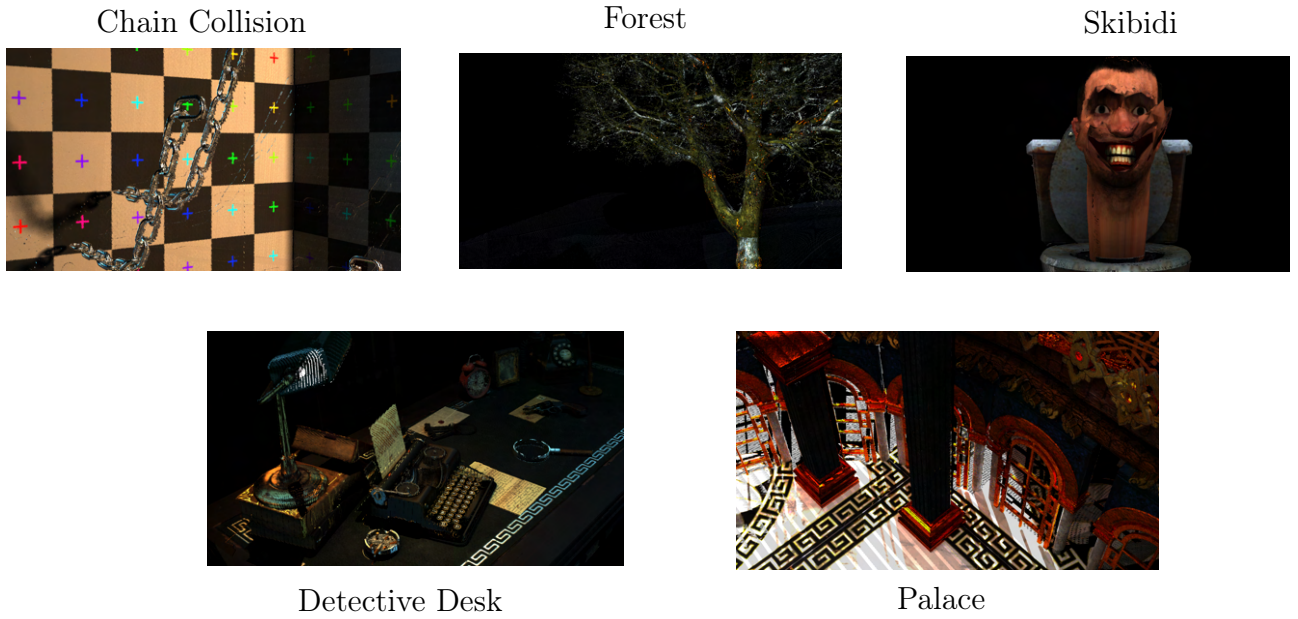 Chain Collision
Forest
Skibidi
Detective Desk
Palace